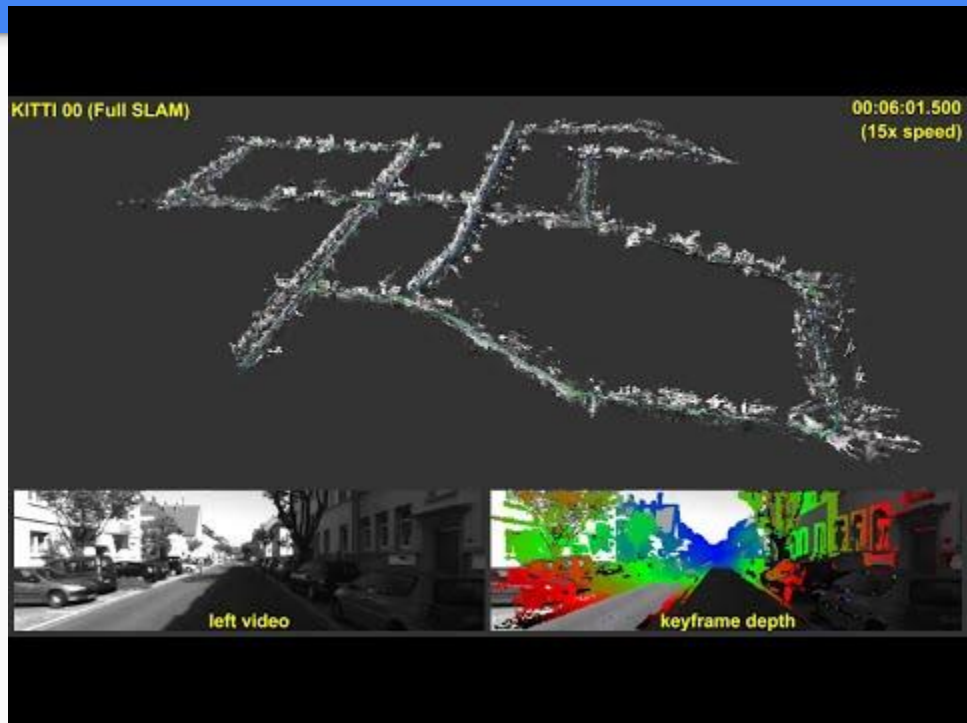 KITTI 00 (Full SLAM)
00:06:01.500
(15x speed)
left video
keyframe depth